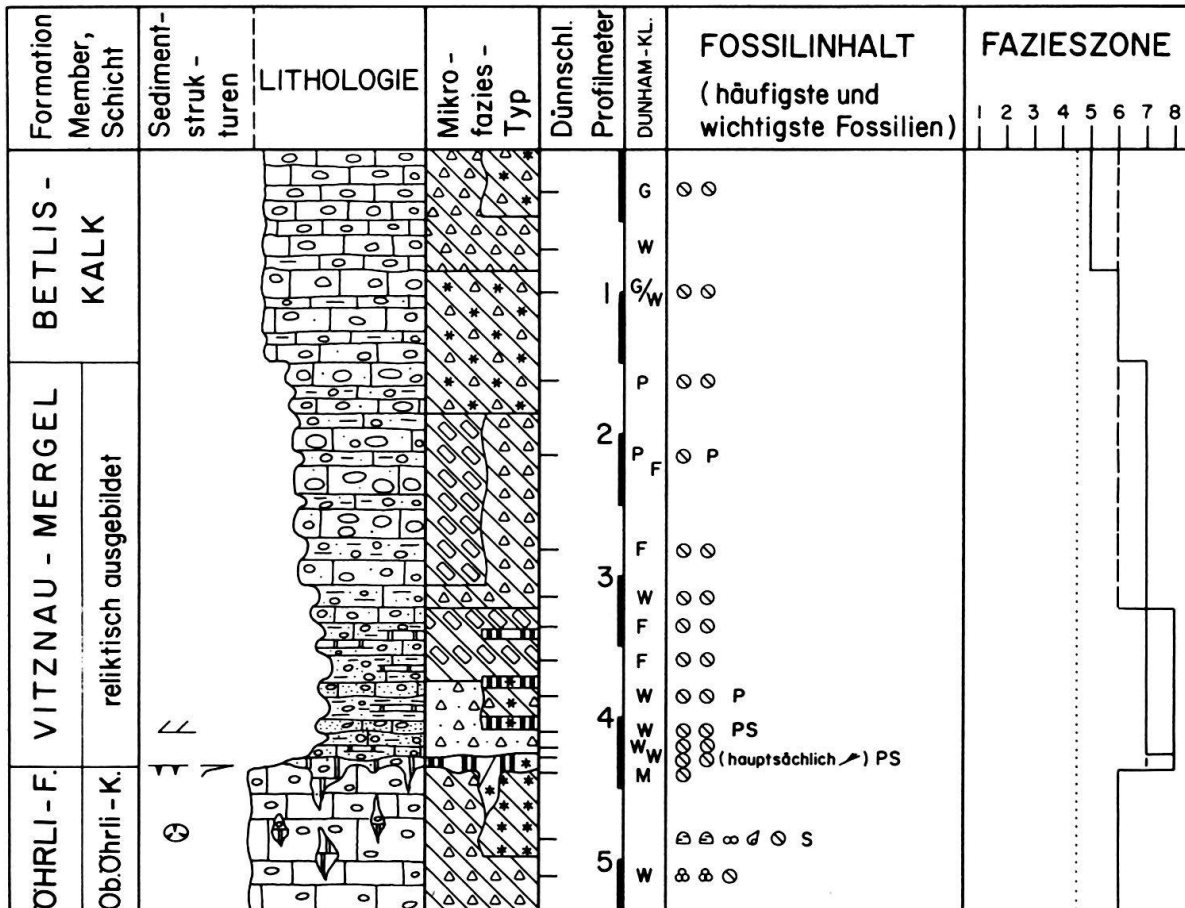 Formation
Member,
Schicht
Sediment-
struk-
turen
LITHOLOGIE
Mikro-
fazies-
Typ
Dünnschl.
Profilmeter
DUNHAM-KL.
FOSSILINHALT
(häufigste und
wichtigste Fossilien)
FAZIESZONE
1 2 3 4 5 6 7 8
BETLIS-
KALK
VITZNAU-MERGEL
reliktisch ausgebildet
ÖHRLI-F.
Ob.Öhrli-K.
G
W
1
G/W
P
2
P F
P
F
3
W
F
F
W
P
4
W
PS
W
W
(hauptsächlich
) PS
M
S
5
W